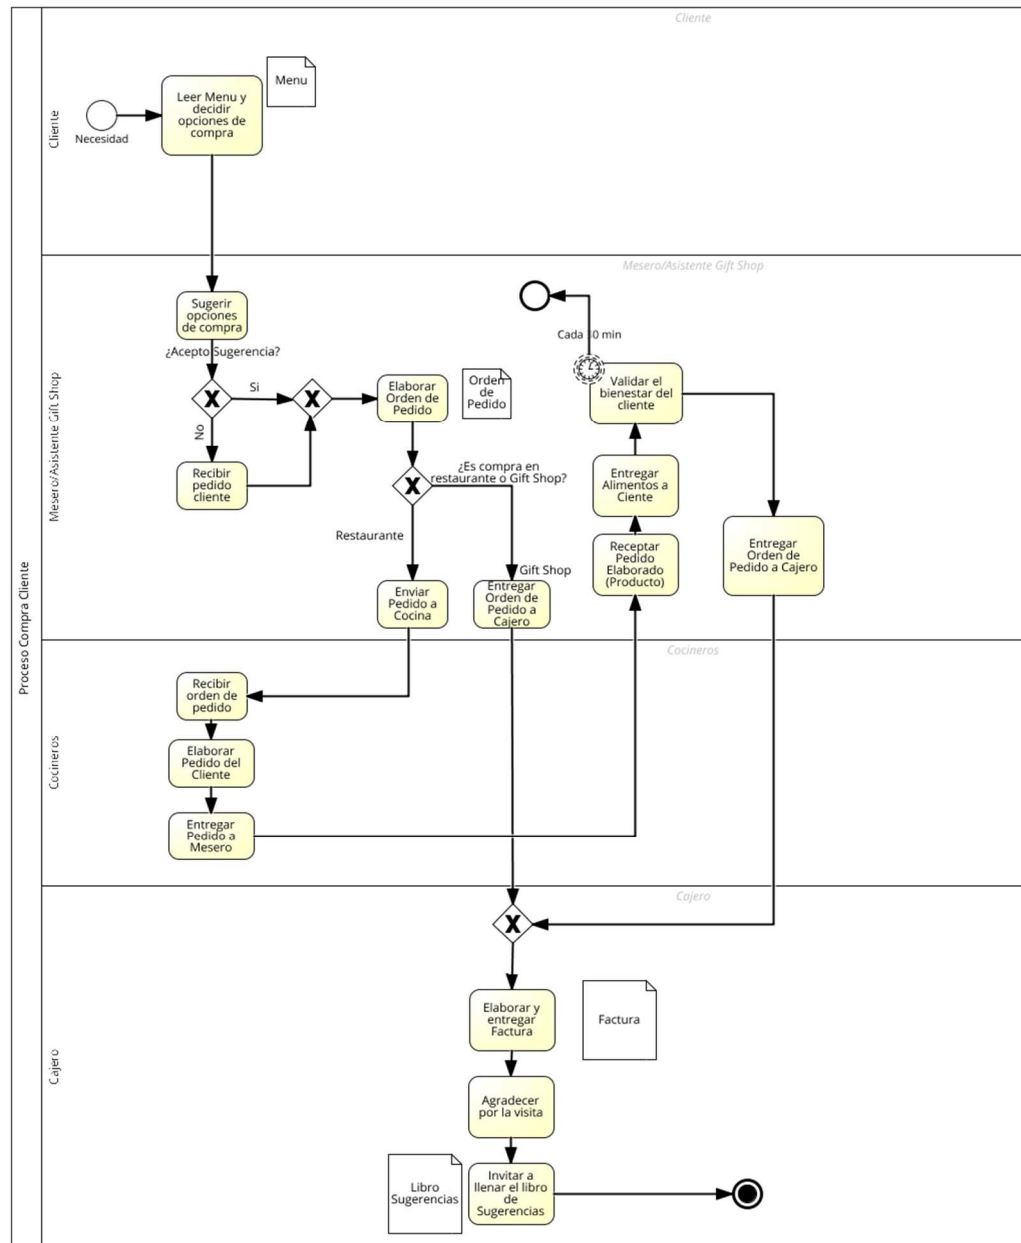 Proceso Compra Cliente
Cliente
Cliente
Necesidad
Leer Menu y
decidir
opciones de
compra
Menu
Mesero/Asistente Gift Shop
Mesero/Asistente Gift Shop
Sugerir
opciones
de compra
¿Acepto Sugerencia?
Si
No
Recibir
pedido
cliente
Elaborar
Orden de
Pedido
Orden
de
Pedido
¿Es compra en
restaurante o Gift Shop?
Restaurante
Gift Shop
Enviar
Pedido a
Cocina
Entregar
Orden de
Pedido a
Cajero
Cada min
Validar el
bienestar del
cliente
Entregar
Alimentos a
Ciente
Receptar
Pedido
Elaborado
(Producto)
Entregar
Orden de
Pedido a Cajero
Cocineros
Cocineros
Recibir
orden de
pedido
Elaborar
Pedido del
Cliente
Entregar
Pedido a
Mesero
Cajero
Cajero
Elaborar y
entregar
Factura
Factura
Agradecer
por la visita
Libro
Sugerencias
Invitar a
llenar el libro
de
Sugerencias